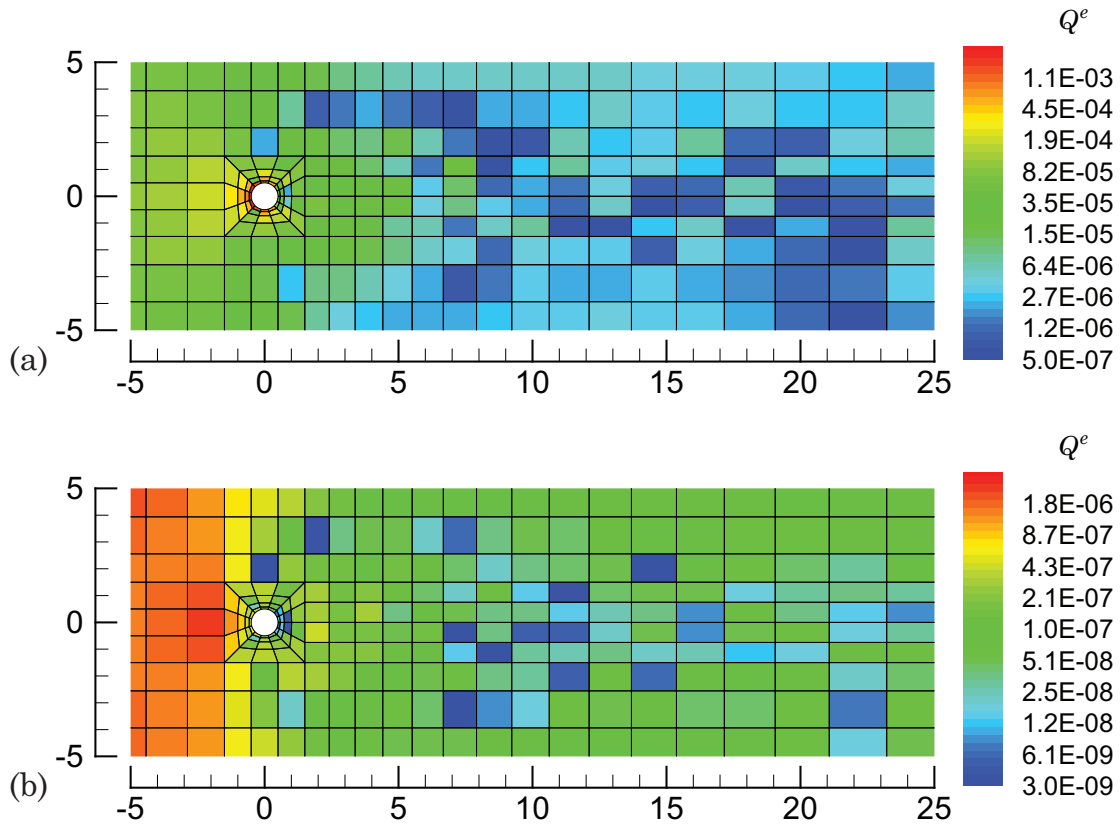 Qᵉ
5
0
-5
1.1E-03
4.5E-04
1.9E-04
8.2E-05
3.5E-05
1.5E-05
6.4E-06
2.7E-06
1.2E-06
5.0E-07
(a)
-5 0 5 10 15 20 25
Qᵉ
5
0
-5
1.8E-06
8.7E-07
4.3E-07
2.1E-07
1.0E-07
5.1E-08
2.5E-08
1.2E-08
6.1E-09
3.0E-09
(b)
-5 0 5 10 15 20 25